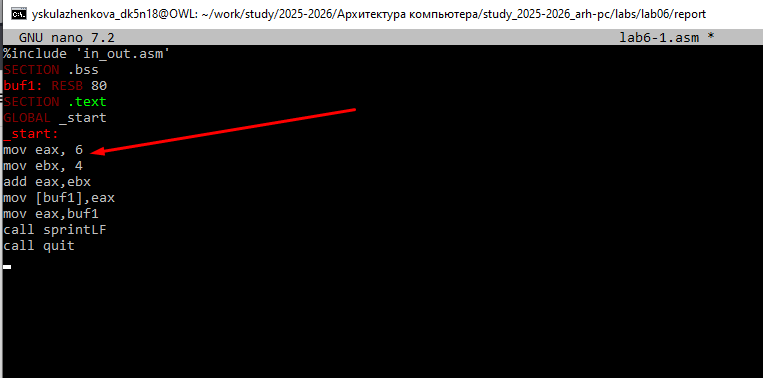 yskulazhenkova_dk5n18@OWL: ~/work/study/2025-2026/Архитектура компьютера/study_2025-2026_arh-pc/labs/lab06/report
GNU nano 7.2 lab6-1.asm *
%include 'in_out.asm'
SECTION .bss
buf1: RESB 80
SECTION .text
GLOBAL _start
_start:
mov eax, 6
mov ebx, 4
add eax,ebx
mov [buf1],eax
mov eax,buf1
call sprintLF
call quit